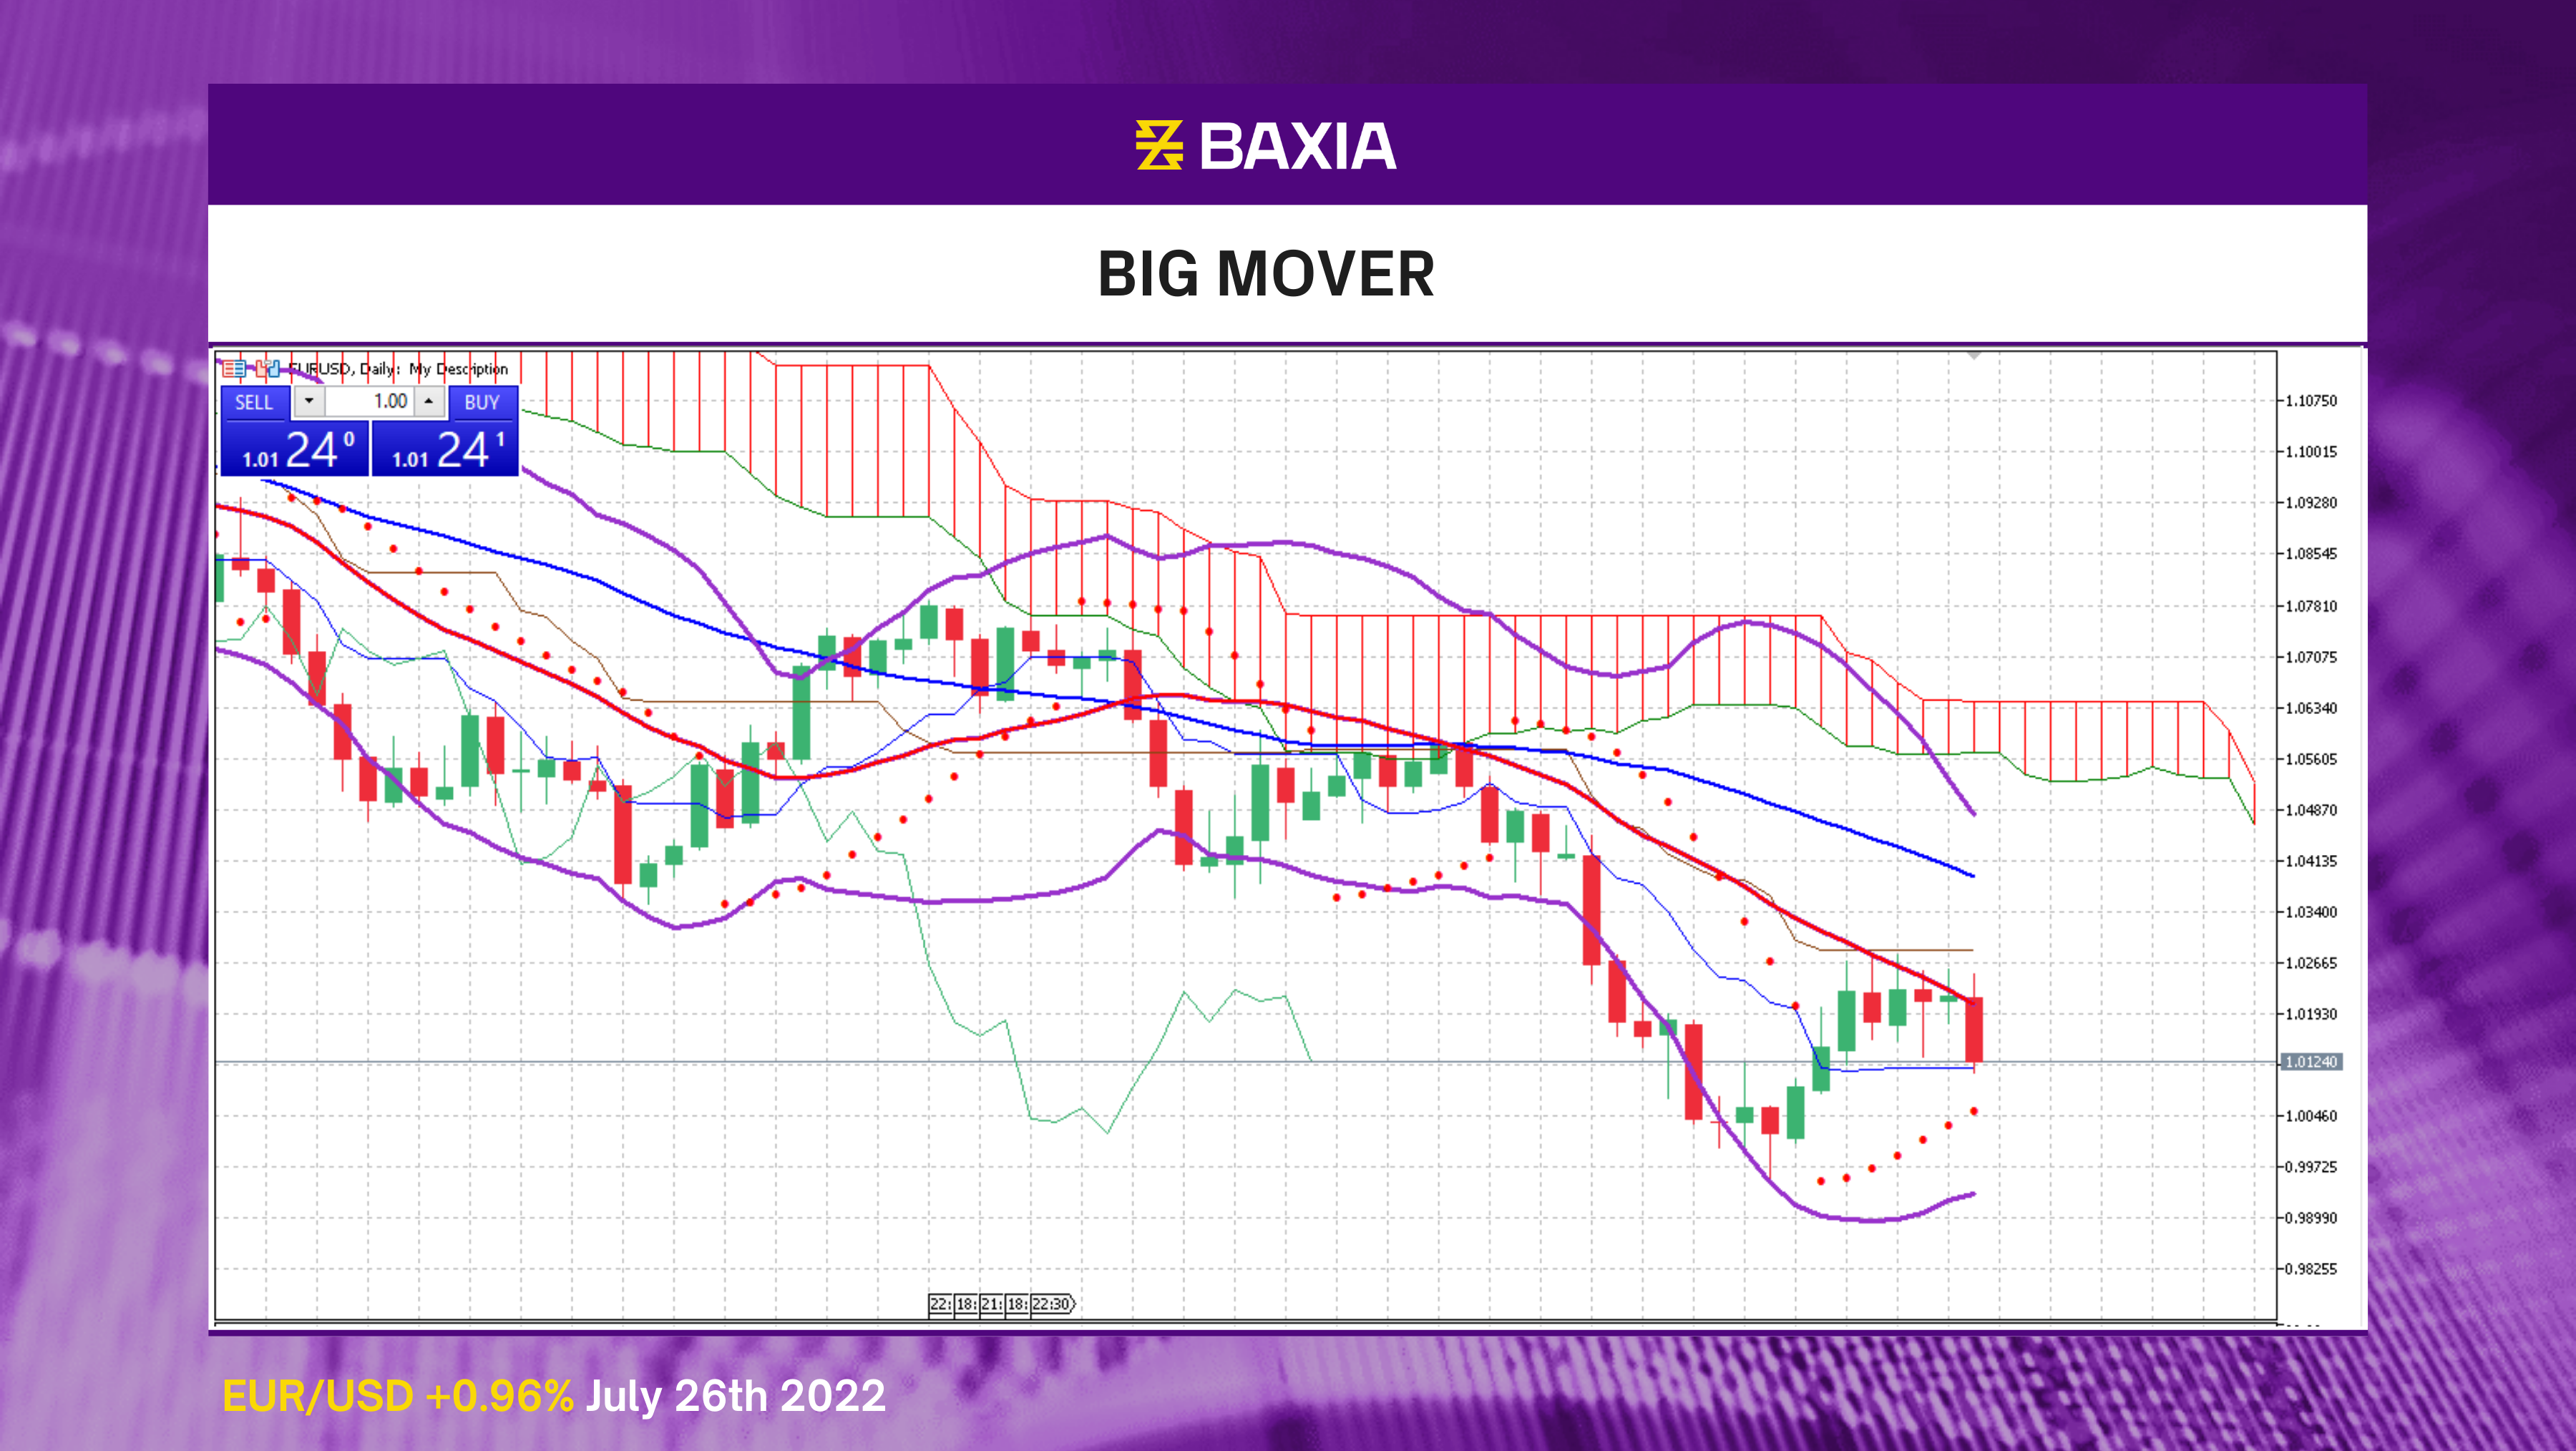 BAXIA
BIG MOVER
EURUSD, Daily: My Description
SELL 1.00 BUY
1.01 24 0 1.01 24 1
1.10750
1.10015
1.09280
1.08545
1.07810
1.07075
1.06340
1.05605
1.04870
1.04135
1.03400
1.02665
1.01930
1.01240
1.00460
0.99725
0.98990
0.98255
22: 18: 21: 18: 22:30
EUR/USD +0.96% July 26th 2022